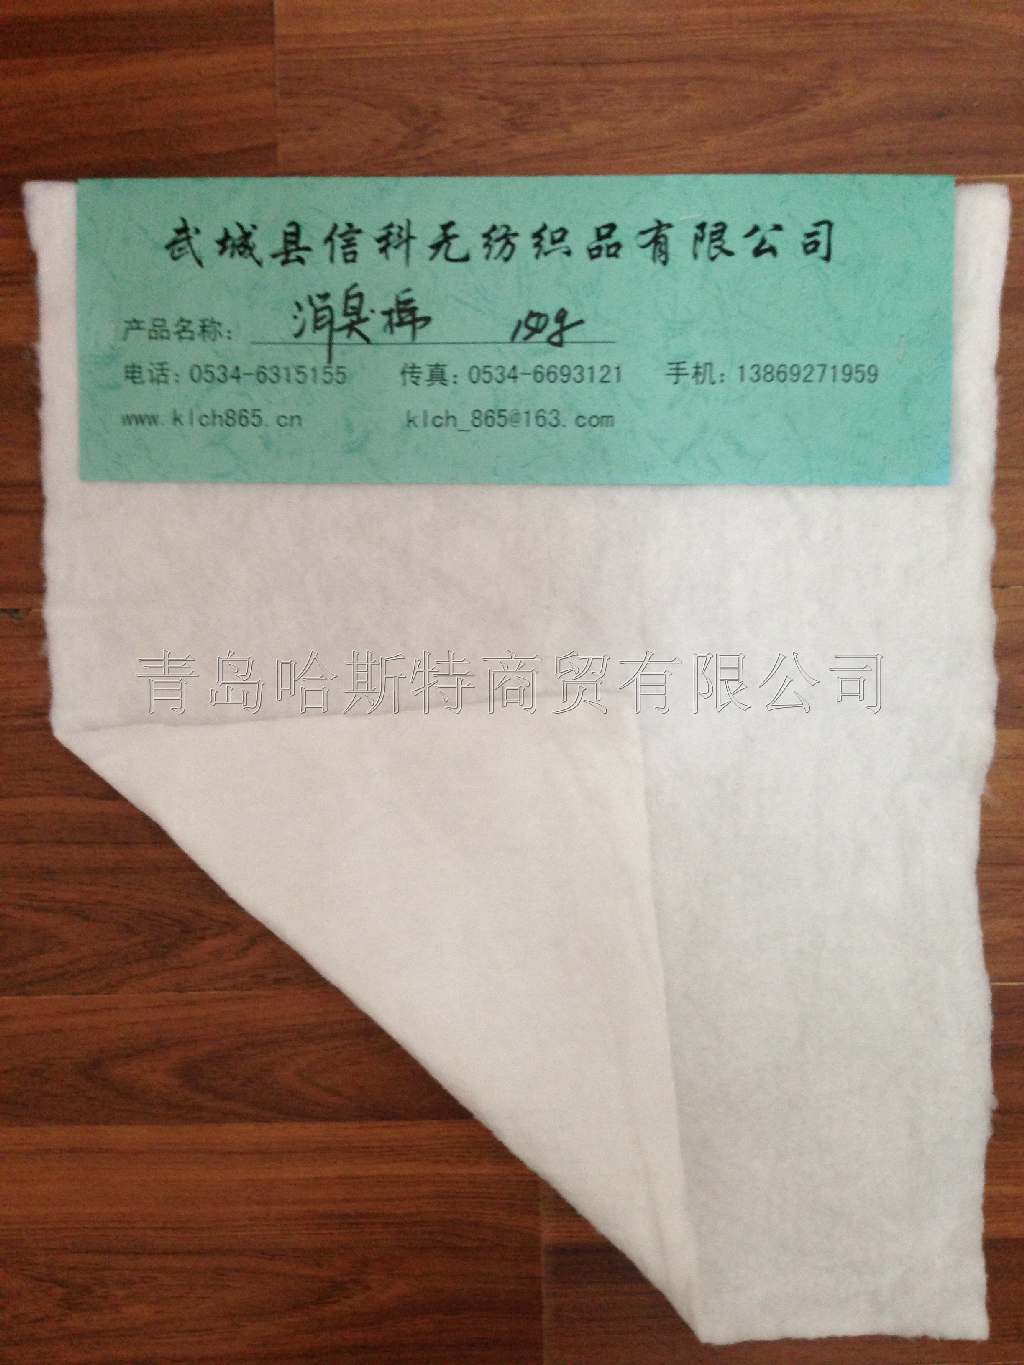 武城县信科无纺织品有限公司
产品名称: 消臭棉 150g
电话: 0534-6315155 传真: 0534-6693121 手机: 13869271959
www.klch865.cn klch_865@163.com
青岛哈斯特商贸有限公司